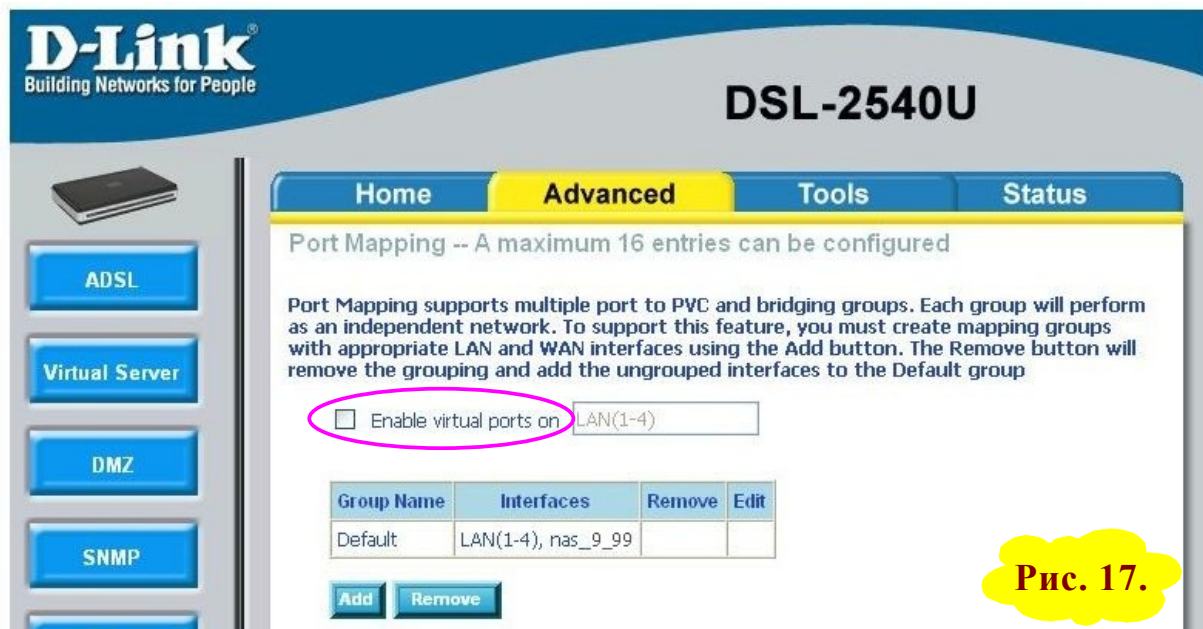 D-Link®
Building Networks for People
DSL-2540U
Home Advanced Tools Status
ADSL
Virtual Server
DMZ
SNMP
Port Mapping -- A maximum 16 entries can be configured
Port Mapping supports multiple port to PVC and bridging groups. Each group will perform
as an independent network. To support this feature, you must create mapping groups
with appropriate LAN and WAN interfaces using the Add button. The Remove button will
remove the grouping and add the ungrouped interfaces to the Default group
Enable virtual ports on LAN(1-4)
Group Name Interfaces Remove Edit
Default LAN(1-4), nas_9_99
Add Remove
Рис. 17.